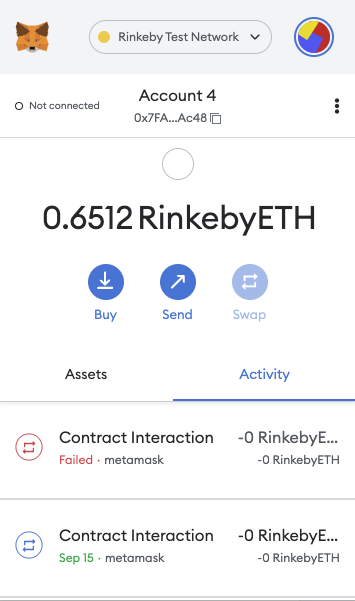 Rinkeby Test Network
Not connected
Account 4
0x7FA...Ac48
0.6512 RinkebyETH
Buy Send Swap
Assets Activity
Contract Interaction -0 RinkebyE...
Failed · metamask -0 RinkebyETH
Contract Interaction -0 RinkebyE...
Sep 15 · metamask -0 RinkebyETH